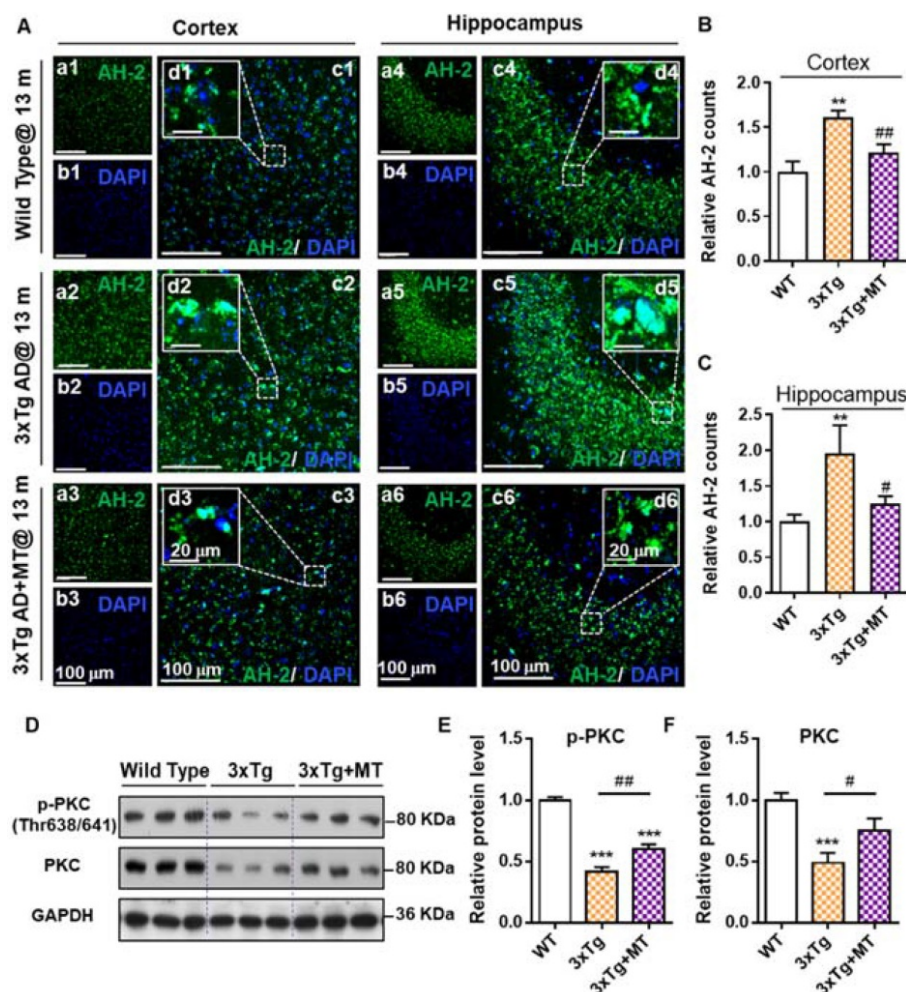 A
Cortex
Hippocampus
Wild Type@ 13 m
a1 AH-2
b1 DAPI
d1
c1
AH-2/ DAPI
a4 AH-2
b4 DAPI
c4
d4
AH-2/ DAPI
3xTg AD@ 13 m
a2 AH-2
b2 DAPI
d2
c2
AH-2/ DAPI
a5 AH-2
b5 DAPI
c5
d5
AH-2/ DAPI
3xTg AD+MT@ 13 m
a3 AH-2
b3 DAPI
100 µm
d3
20 µm
c3
100 µm AH-2/ DAPI
a6 AH-2
b6 DAPI
100 µm
c6
d6
20 µm
100 µm AH-2/ DAPI
B
Cortex
Relative AH-2 counts
2.0
1.5
1.0
0.5
0.0
**
##
WT
3xTg
3xTg+MT
C
Hippocampus
Relative AH-2 counts
2.5
2.0
1.5
1.0
0.5
0.0
**
#
WT
3xTg
3xTg+MT
D
Wild Type 3xTg 3xTg+MT
p-PKC
(Thr638/641)
80 KDa
PKC
80 KDa
GAPDH
36 KDa
E
p-PKC
Relative protein level
1.5
1.0
0.5
0.0
##
***
***
WT
3xTg
3xTg+MT
F
PKC
Relative protein level
1.5
1.0
0.5
0.0
#
***
WT
3xTg
3xTg+MT